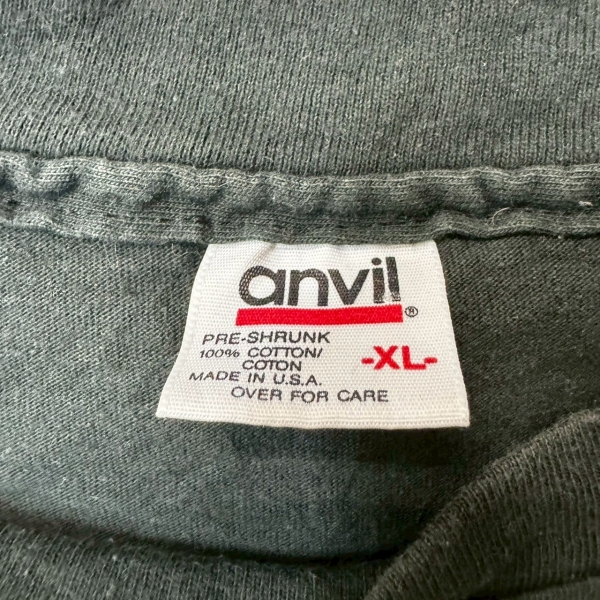 anvil®
PRE-SHRUNK
100% COTTON/
COTON
-XL-
MADE IN U.S.A.
OVER FOR CARE